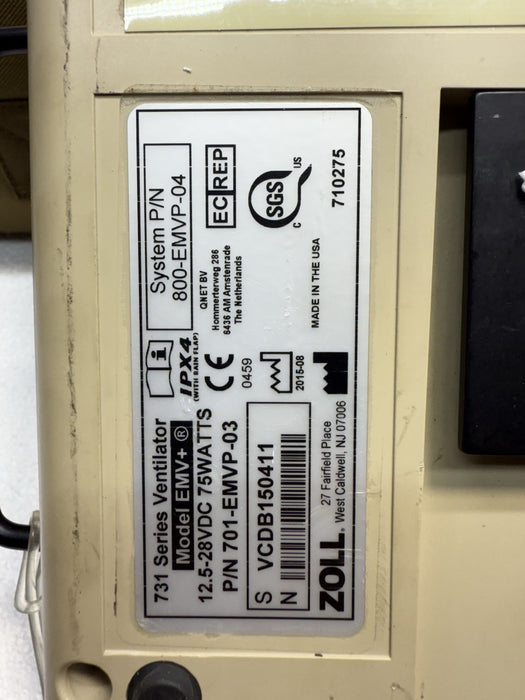 731 Series Ventilator
Model EMV+ ®
12.5-28VDC 75WATTS
P/N 701-EMVP-03
SN VCDB150411
ZOLL®
27 Fairfield Place
West Caldwell, NJ 07006
i
IPX4
(WITH RAIN FLAP)
CE
0459
2015-08
System P/N
800-EMVP-04
EC REP
QNET BV
Hommerterweg 286
6436 AM Amstenrade
The Netherlands
C SGS US
MADE IN THE USA
710275